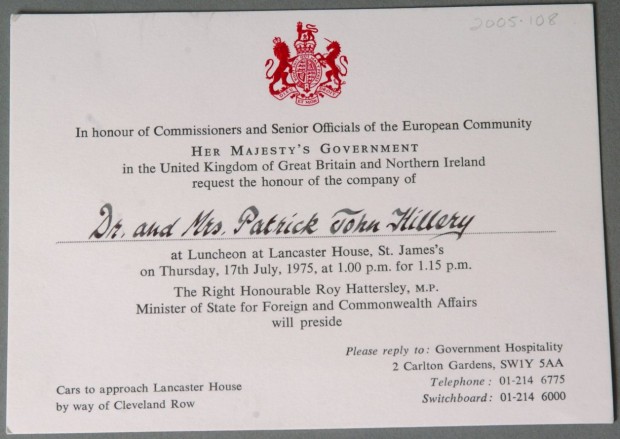 2005-108
In honour of Commissioners and Senior Officials of the European Community
HER MAJESTY'S GOVERNMENT
in the United Kingdom of Great Britain and Northern Ireland
request the honour of the company of
Dr. and Mrs. Patrick John Hillery
at Luncheon at Lancaster House, St. James's
on Thursday, 17th July, 1975, at 1.00 p.m. for 1.15 p.m.
The Right Honourable Roy Hattersley, M.P.
Minister of State for Foreign and Commonwealth Affairs
will preside
Please reply to: Government Hospitality
2 Carlton Gardens, SW1Y 5AA
Telephone: 01-214 6775
Switchboard: 01-214 6000
Cars to approach Lancaster House
by way of Cleveland Row